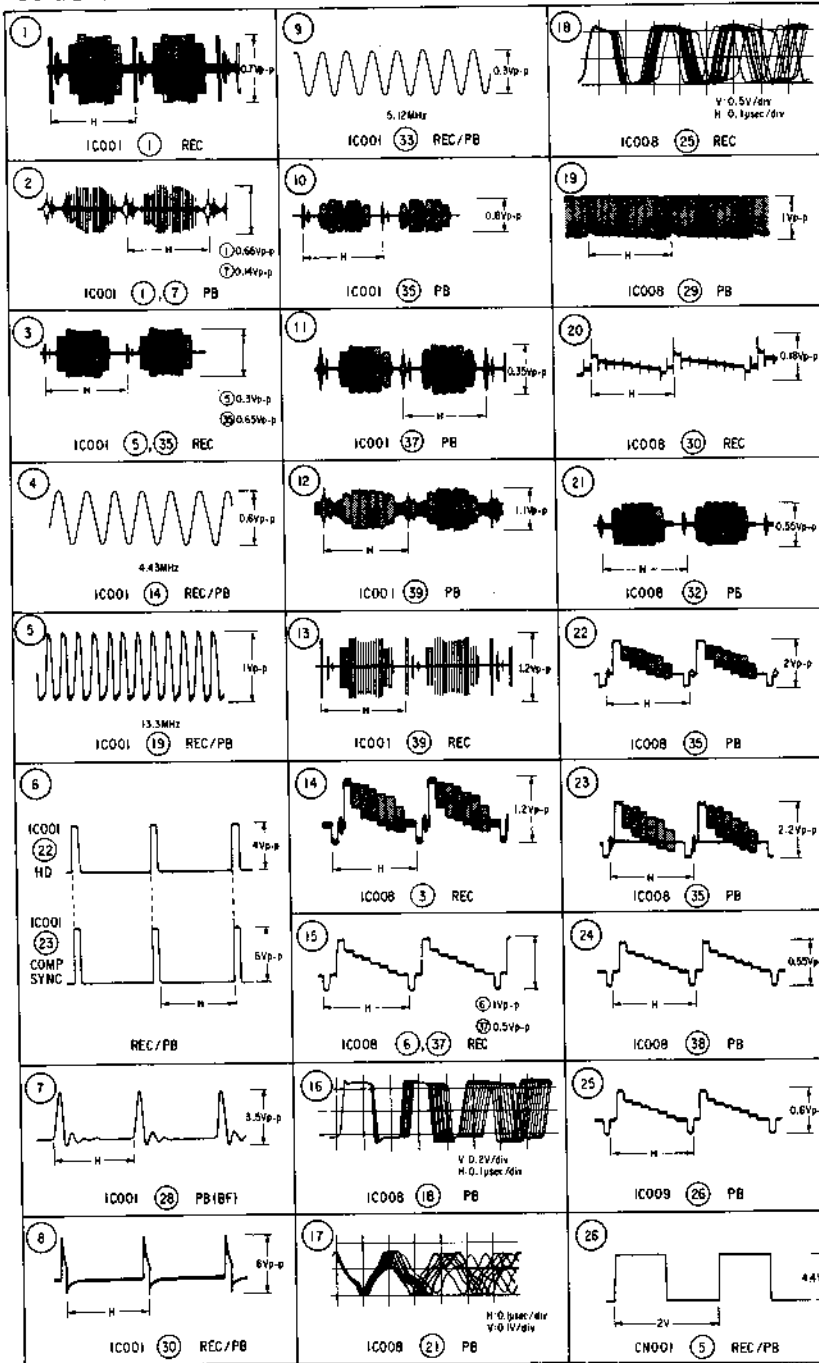 1
0.7Vp-p
H
IC001 1 REC
2
H
1 0.66Vp-p
7 0.14Vp-p
IC001 1,7 PB
3
H
5 0.3Vp-p
35 0.65Vp-p
IC001 5,35 REC
4
0.6Vp-p
4.43MHz
IC001 14 REC/PB
5
1Vp-p
13.3MHz
IC001 19 REC/PB
6
IC001
22
HD
4Vp-p
IC001
23
COMP
SYNC
5Vp-p
H
REC/PB
7
3.5Vp-p
H
IC001 28 PB(BF)
8
6Vp-p
H
IC001 30 REC/PB
9
0.3Vp-p
5.12MHz
IC001 33 REC/PB
10
0.8Vp-p
H
IC001 35 PB
11
0.35Vp-p
H
IC001 37 PB
12
1.1Vp-p
H
IC001 39 PB
13
1.2Vp-p
H
IC001 39 REC
14
1.2Vp-p
H
IC008 3 REC
15
H
6 1Vp-p
37 0.5Vp-p
IC008 6,37 REC
16
V:0.2V/div
H:0.1μsec/div
IC008 18 PB
17
H:0.1μsec/div
V:0.1V/div
IC008 21 PB
18
V:0.5V/div
H:0.1μsec/div
IC008 25 REC
19
1Vp-p
H
IC008 29 PB
20
0.18Vp-p
H
IC008 30 REC
21
0.55Vp-p
H
IC008 32 PB
22
2Vp-p
H
IC008 35 PB
23
2.2Vp-p
H
IC008 35 PB
24
0.55Vp
H
IC008 38 PB
25
0.6Vp-p
H
IC009 26 PB
26
4.4V
2V
CN001 5 REC/PB